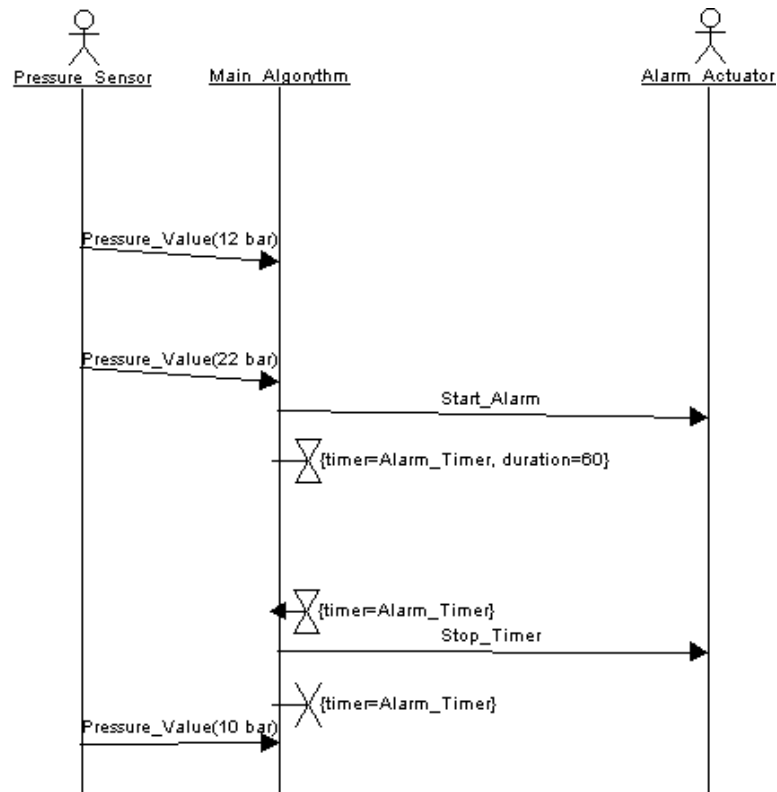 Pressure_Sensor
Main_Algorythm
Alarm_Actuator
Pressure_Value(12 bar)
Pressure_Value(22 bar)
Start_Alarm
{timer=Alarm_Timer, duration=60}
{timer=Alarm_Timer}
Stop_Timer
{timer=Alarm_Timer}
Pressure_Value(10 bar)